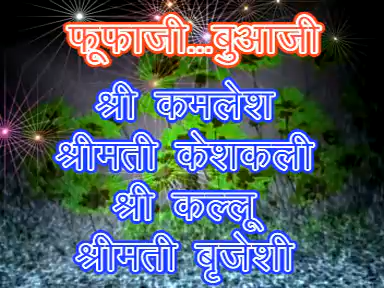 फूफाजी...बुआजी
श्री कमलेश
श्रीमती केशकली
श्री कल्लू
श्रीमती बृजेशी